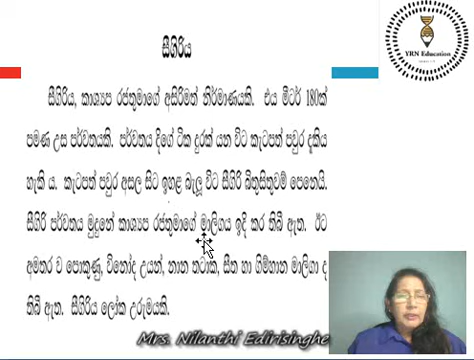 සීගිරිය
YRN Education
සීගිරිය, කාශ්‍යප රජතුමාගේ අසිරිමත් නිර්මාණයකි. එය මීටර් 180ක්
පමණ උස පර්වතයකි. පර්වතය දිගේ ටික දුරක් යන විට කැටපත් පවුර දැකිය
හැකි ය. කැටපත් පවුර අසල සිට ඉහළ බැලූ විට සීගිරි බිතුසිතුවම් පෙනෙයි.
සීගිරි පර්වතය මුදුනේ කාශ්‍යප රජතුමාගේ මාලිගය ඉදි කර තිබී ඇත. ඊට
අමතර ව පොකුණු, විනෝද උයන්, නාන තටාක, සීත හා ගිම්හාන මාලිගා ද
තිබී ඇත. සීගිරිය ලෝක උරුමයකි.
Mrs. Nilanthi Edirisinghe